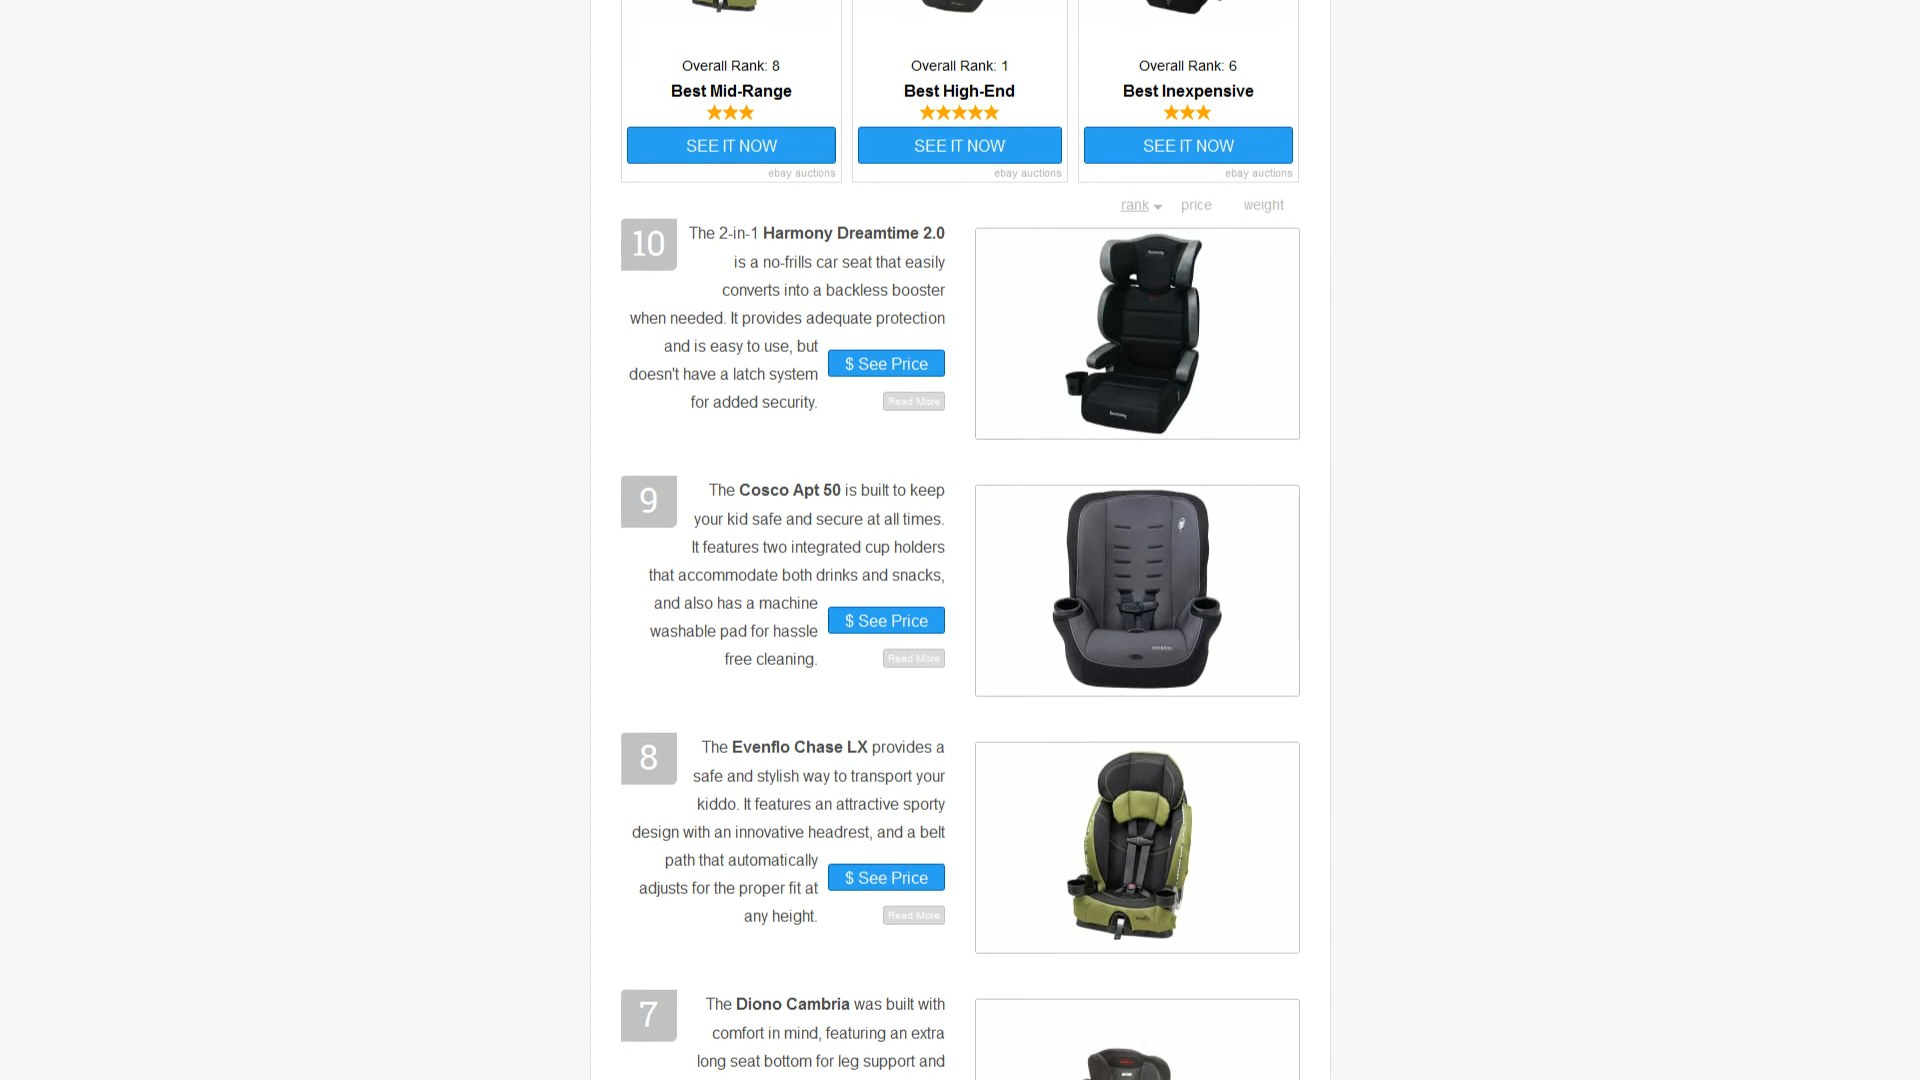 Overall Rank: 8
Best Mid-Range
SEE IT NOW
ebay auctions
Overall Rank: 1
Best High-End
SEE IT NOW
ebay auctions
Overall Rank: 6
Best Inexpensive
SEE IT NOW
ebay auctions
rank price weight
10
The 2-in-1 Harmony Dreamtime 2.0
is a no-frills car seat that easily
converts into a backless booster
when needed. It provides adequate protection
and is easy to use, but
doesn't have a latch system
for added security.
$ See Price
Read More
9
The Cosco Apt 50 is built to keep
your kid safe and secure at all times.
It features two integrated cup holders
that accommodate both drinks and snacks,
and also has a machine
washable pad for hassle
free cleaning.
$ See Price
Read More
cosco
8
The Evenflo Chase LX provides a
safe and stylish way to transport your
kiddo. It features an attractive sporty
design with an innovative headrest, and a belt
path that automatically
adjusts for the proper fit at
any height.
$ See Price
Read More
7
The Diono Cambria was built with
comfort in mind, featuring an extra
long seat bottom for leg support and